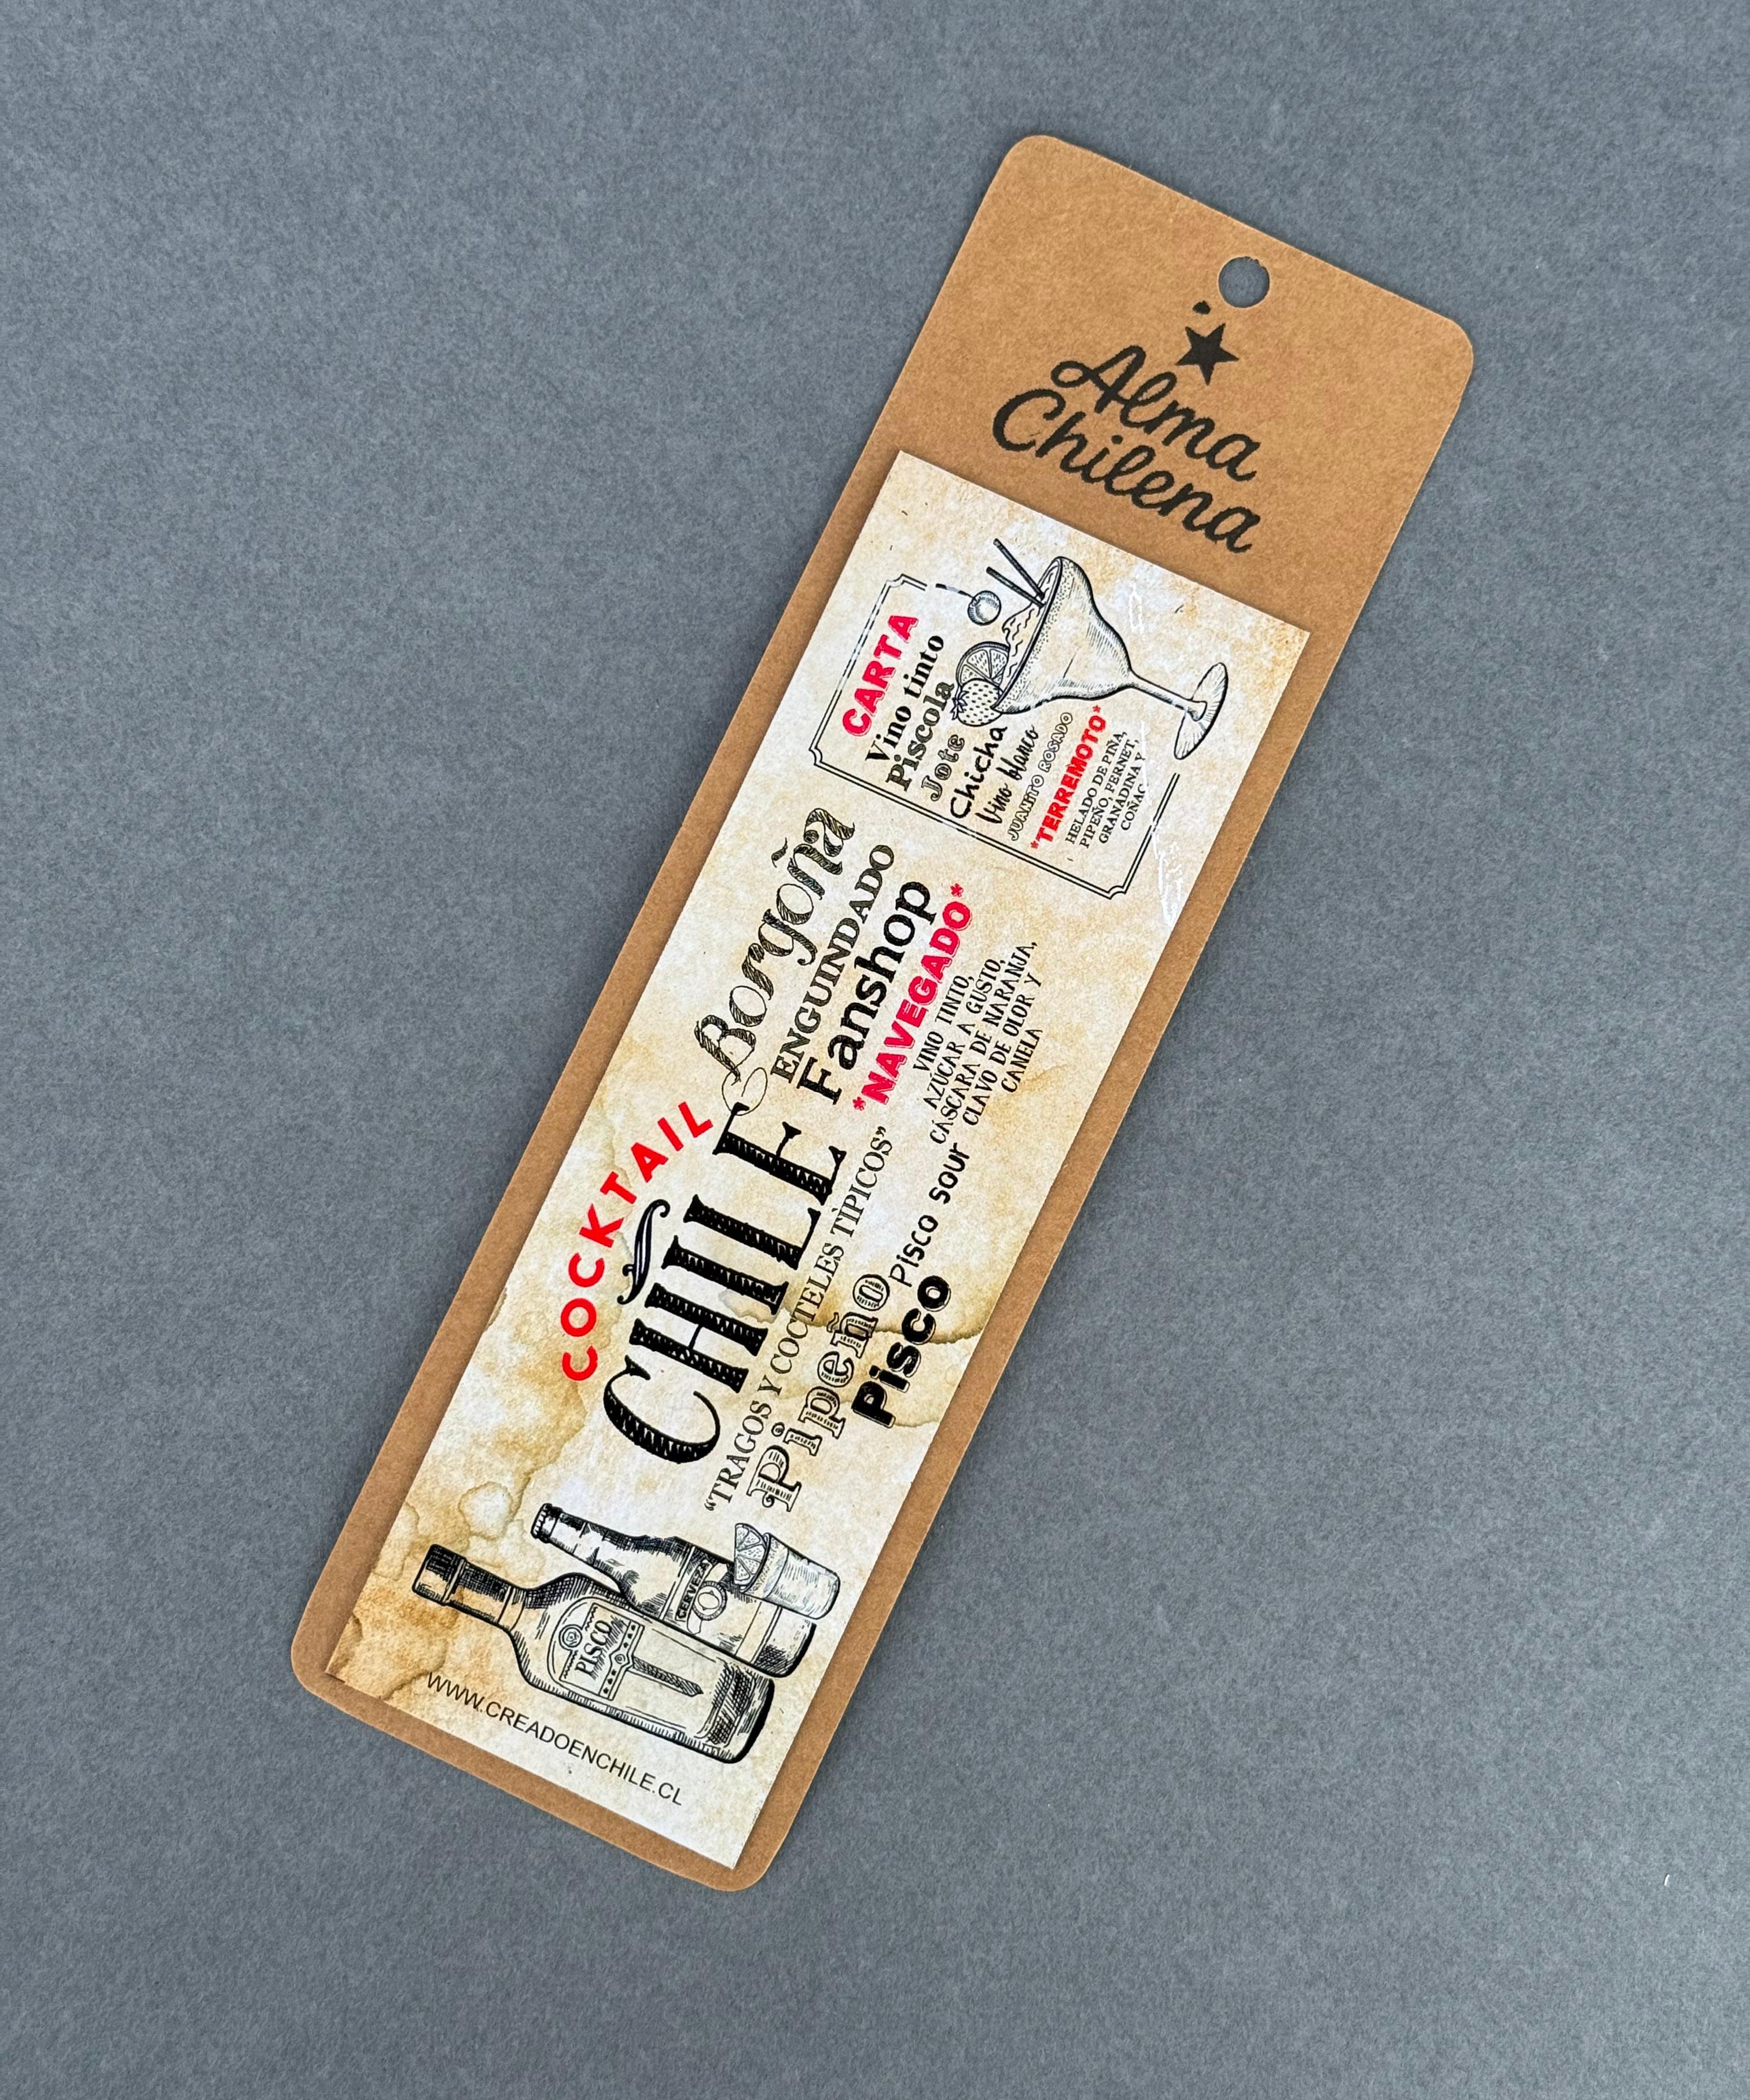 Alma
Chilena
COCKTAIL
CHILE
“TRAGOS Y COCTELES TÌPICOS”
Pipeño
Pisco
Pisco sour
Borgoña
ENGUINDADO
Fanshop
*NAVEGADO*
VINO TINTO,
AZÚCAR A GUSTO,
CÁSCARA DE NARANJA,
CLAVO DE OLOR Y
CANELA
CARTA
Vino tinto
Piscola
Jote
Chicha
Vino blanco
JUANITO ROSADO
*TERREMOTO*
HELADO DE PIÑA,
PIPEÑO, FERNET,
GRANADINA Y
COÑAC
PISCO
CERVEZA
WWW.CREADOENCHILE.CL